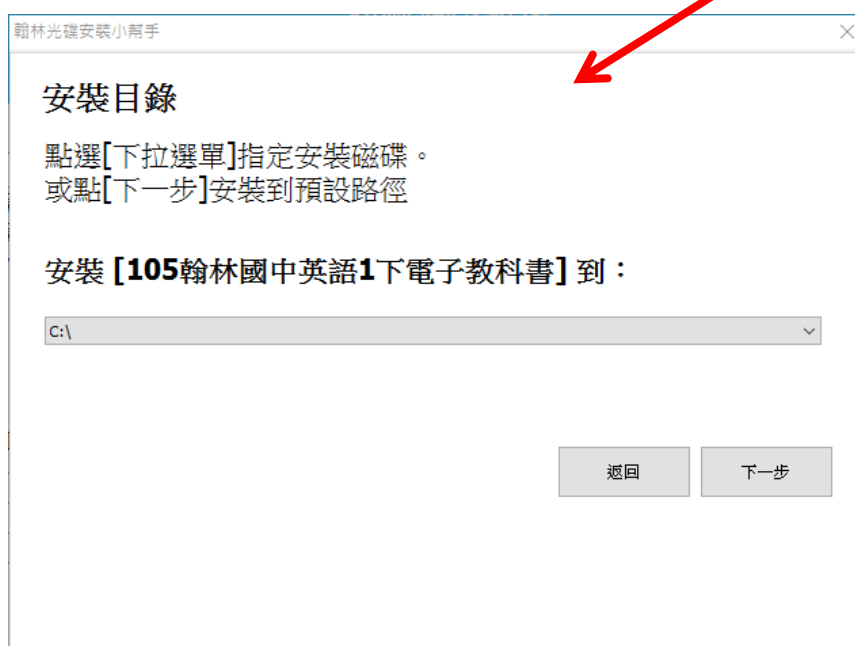 翰林光碟安裝小幫手
安裝目錄
點選[下拉選單]指定安裝磁碟。
或點[下一步]安裝到預設路徑
安裝 [105翰林國中英語1下電子教科書] 到：
C:\
返回
下一步